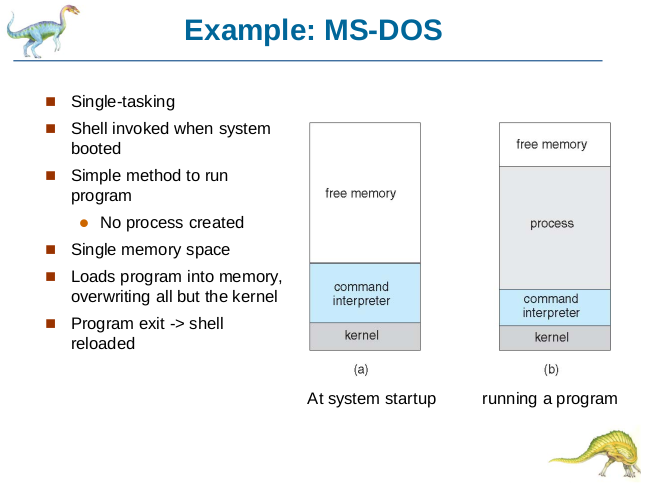 Example: MS-DOS
Single-tasking
Shell invoked when system
booted
Simple method to run
program
No process created
Single memory space
Loads program into memory,
overwriting all but the kernel
Program exit -> shell
reloaded
free memory
command
interpreter
kernel
(a)
At system startup
free memory
process
command
interpreter
kernel
(b)
running a program